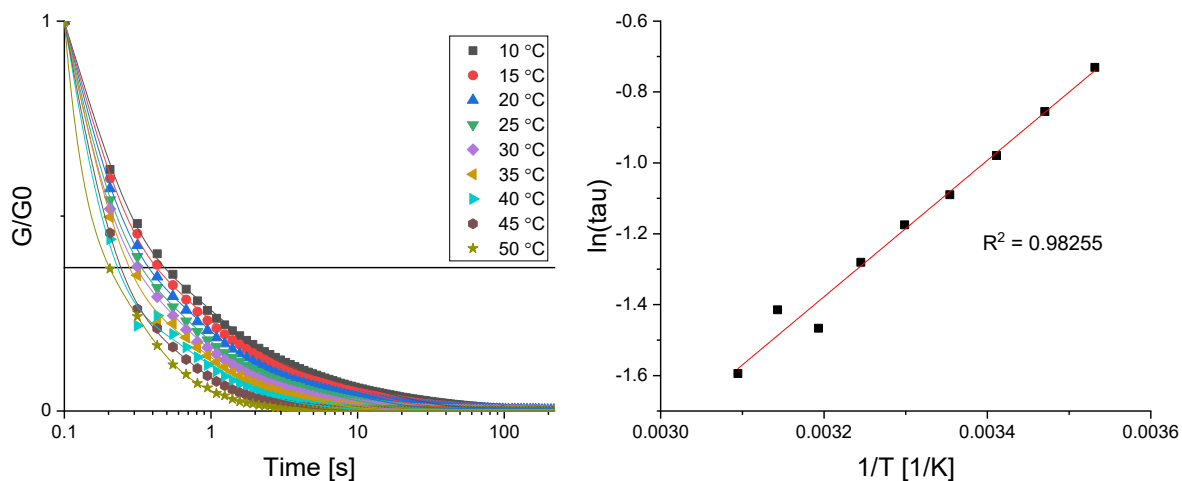 G/G0
1
0
0.1
1
10
100
Time [s]
10 °C
15 °C
20 °C
25 °C
30 °C
35 °C
40 °C
45 °C
50 °C
ln(tau)
-0.6
-0.8
-1.0
-1.2
-1.4
-1.6
0.0030
0.0032
0.0034
0.0036
1/T [1/K]
R² = 0.98255